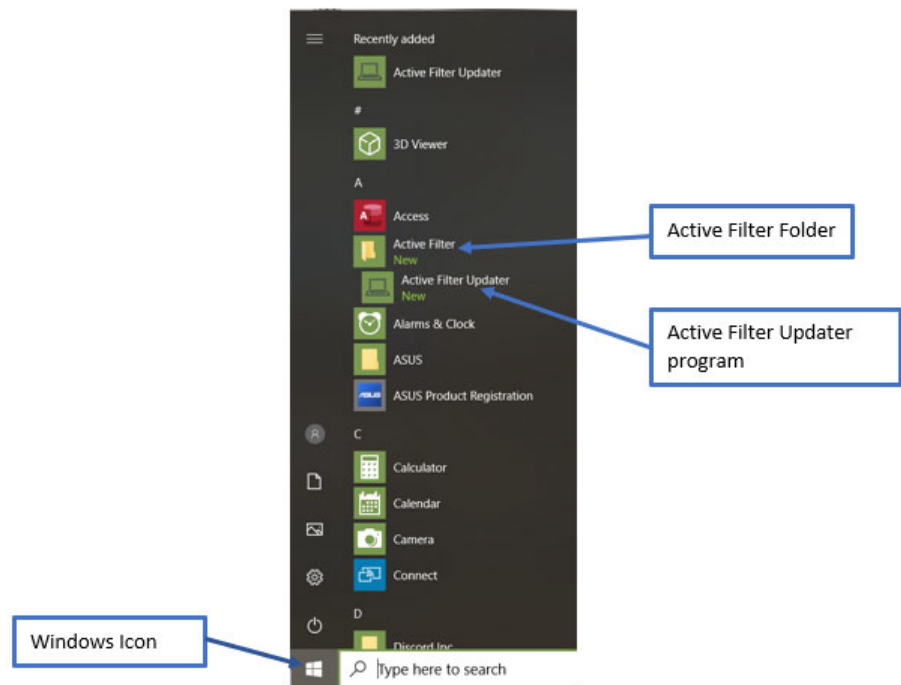 Recently added
Active Filter Updater
#
3D Viewer
A
Access
Active Filter
New
Active Filter Updater
New
Alarms & Clock
ASUS
ASUS Product Registration
C
Calculator
Calendar
Camera
Connect
D
Discord Inc
Type here to search
Active Filter Folder
Active Filter Updater
program
Windows Icon